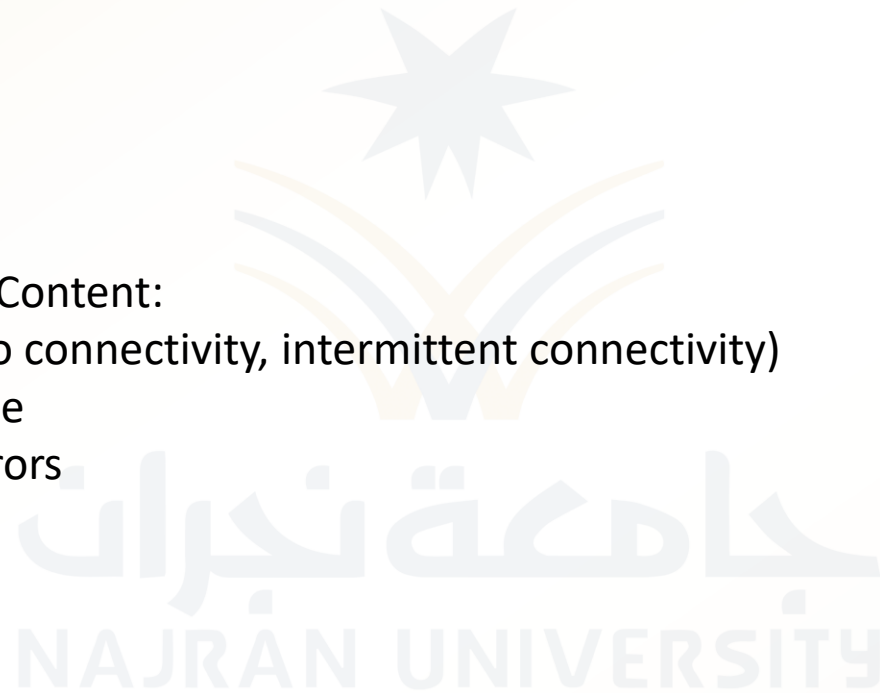 Content:
o connectivity, intermittent connectivity)
e
rors
جامعة نجران
NAJRAN UNIVERSITY